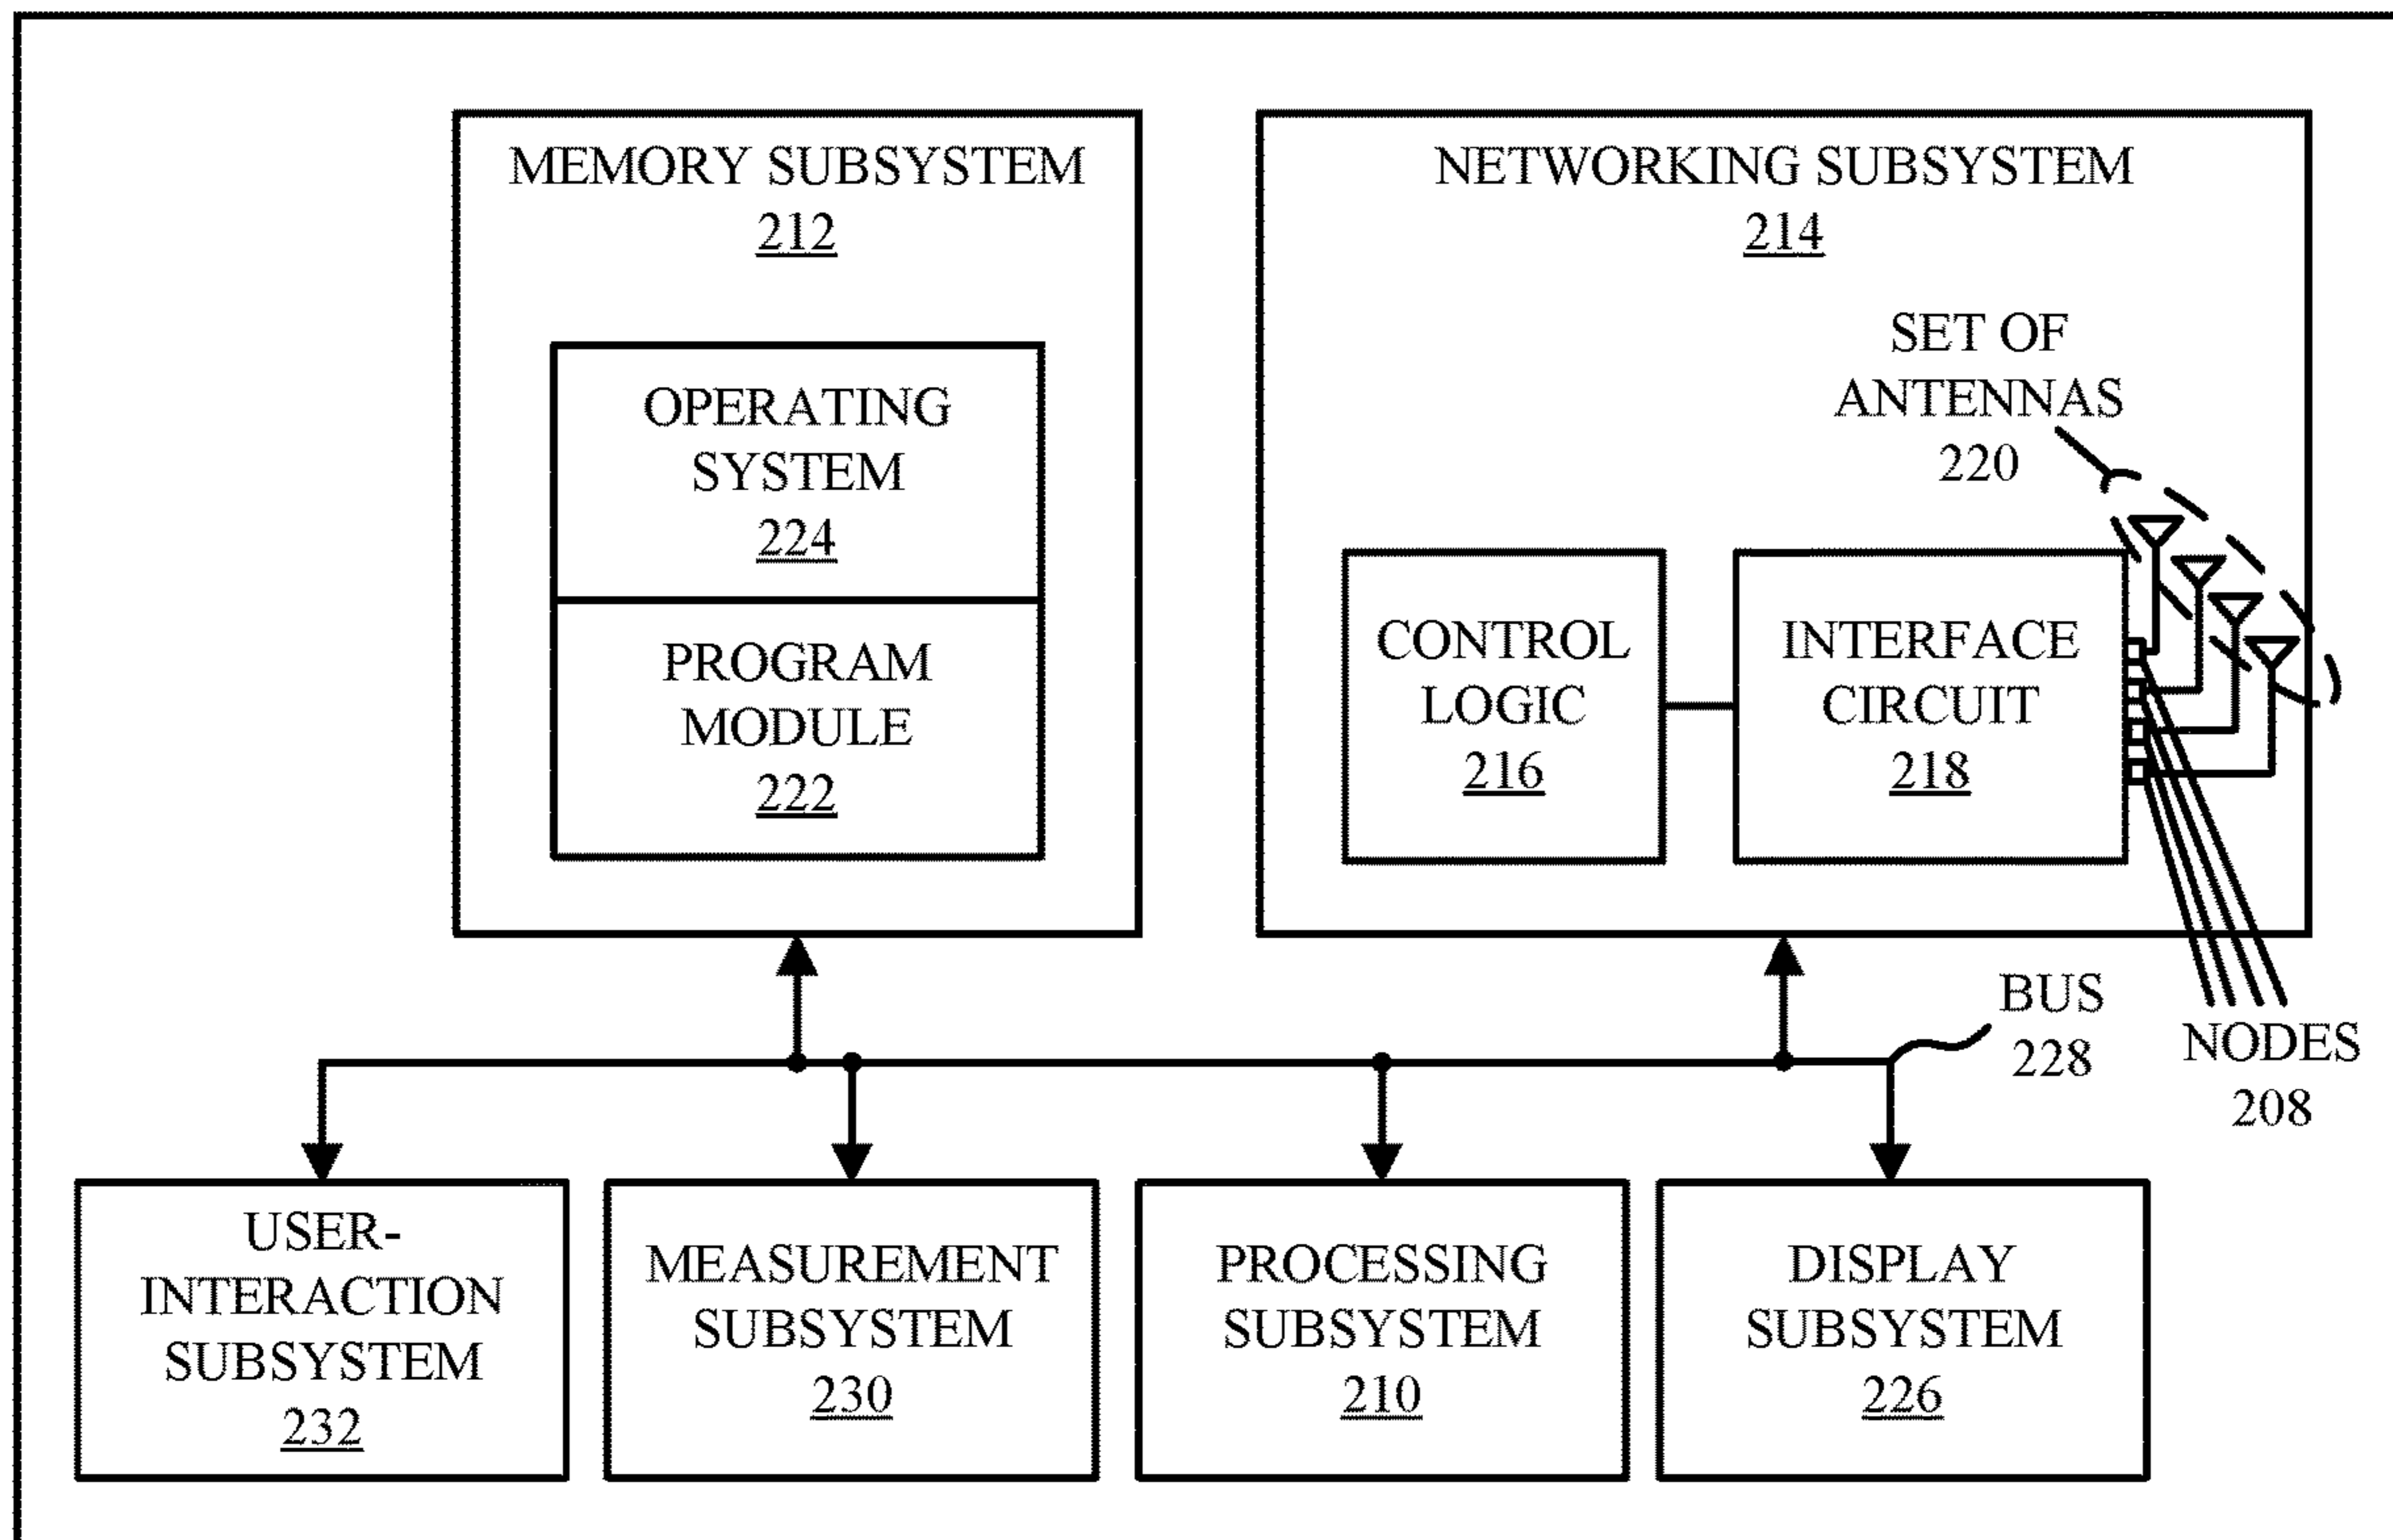 MEMORY SUBSYSTEM
212
OPERATING
SYSTEM
224
PROGRAM
MODULE
222
NETWORKING SUBSYSTEM
214
SET OF
ANTENNAS
220
CONTROL
LOGIC
216
INTERFACE
CIRCUIT
218
BUS
228
NODES
208
USER-
INTERACTION
SUBSYSTEM
232
MEASUREMENT
SUBSYSTEM
230
PROCESSING
SUBSYSTEM
210
DISPLAY
SUBSYSTEM
226